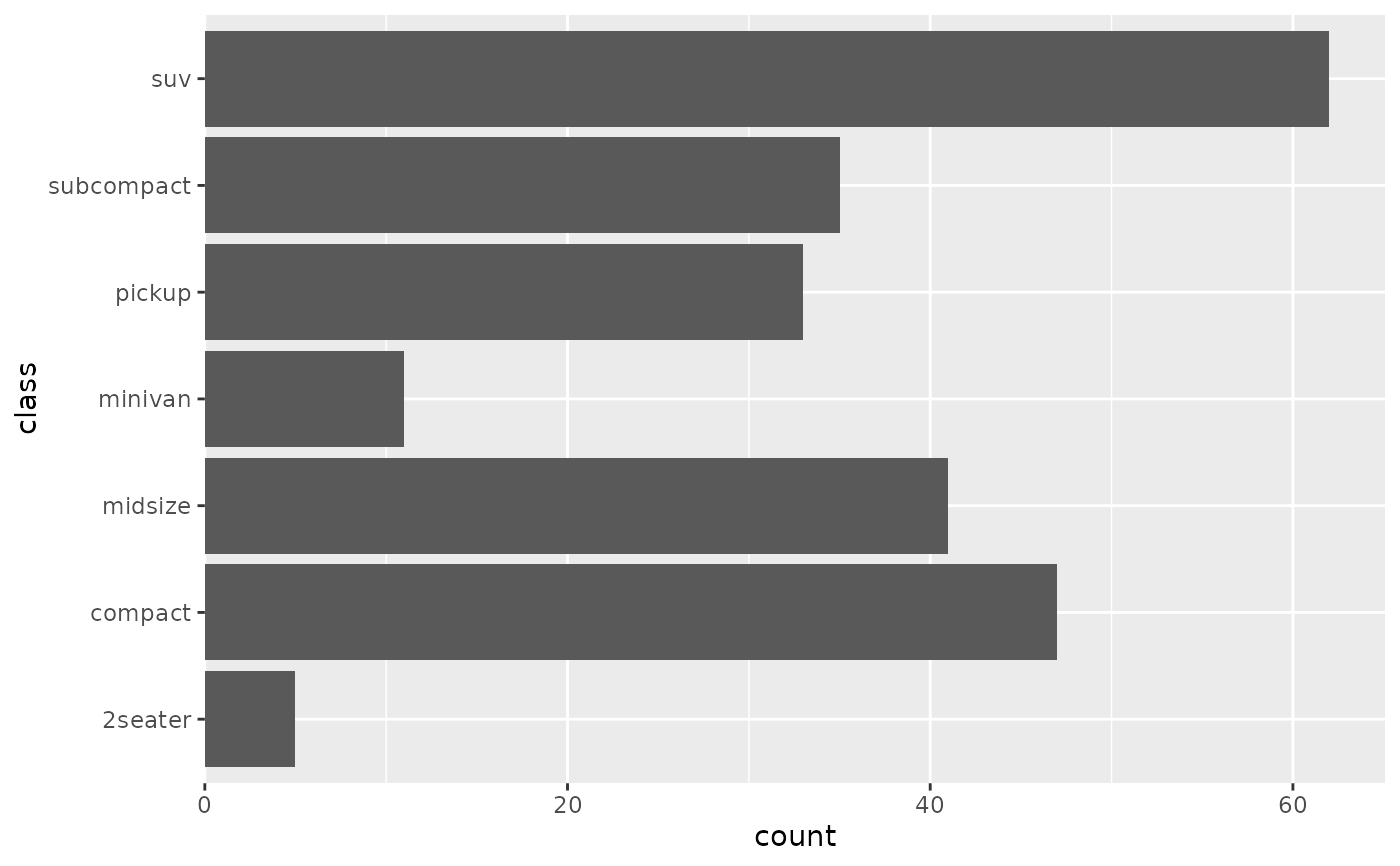 suv
subcompact
pickup
minivan
midsize
compact
2seater
class
0 20 40 60
count